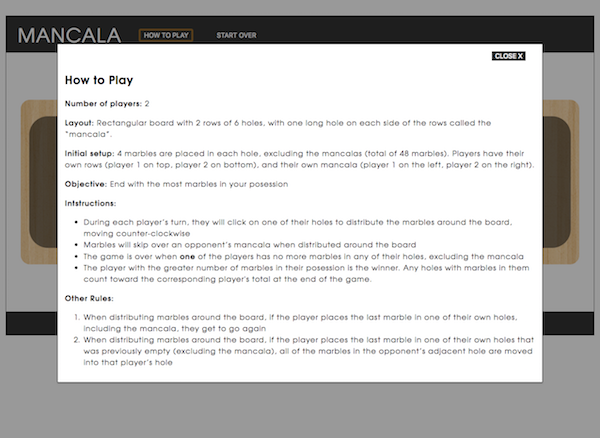 MANCALA
HOW TO PLAY
START OVER
CLOSE X
How to Play
Number of players: 2
Layout: Rectangular board with 2 rows of 6 holes, with one long hole on each side of the rows called the
"mancala".
Initial setup: 4 marbles are placed in each hole, excluding the mancalas (total of 48 marbles). Players have their
own rows (player 1 on top, player 2 on bottom), and their own mancala (player 1 on the left, player 2 on the right).
Objective: End with the most marbles in your posession
Intstructions:
• During each player's turn, they will click on one of their holes to distribute the marbles around the board,
moving counter-clockwise
• Marbles will skip over an opponent's mancala when distributed around the board
• The game is over when one of the players has no more marbles in any of their holes, excluding the mancala
• The player with the greater number of marbles in their posession is the winner. Any holes with marbles in them
count toward the corresponding player's total at the end of the game.
Other Rules:
1. When distributing marbles around the board, if the player places the last marble in one of their own holes,
including the mancala, they get to go again
2. When distributing marbles around the board, if the player places the last marble in one of their own holes that
was previously empty (excluding the mancala), all of the marbles in the opponent's adjacent hole are moved
into that player's hole